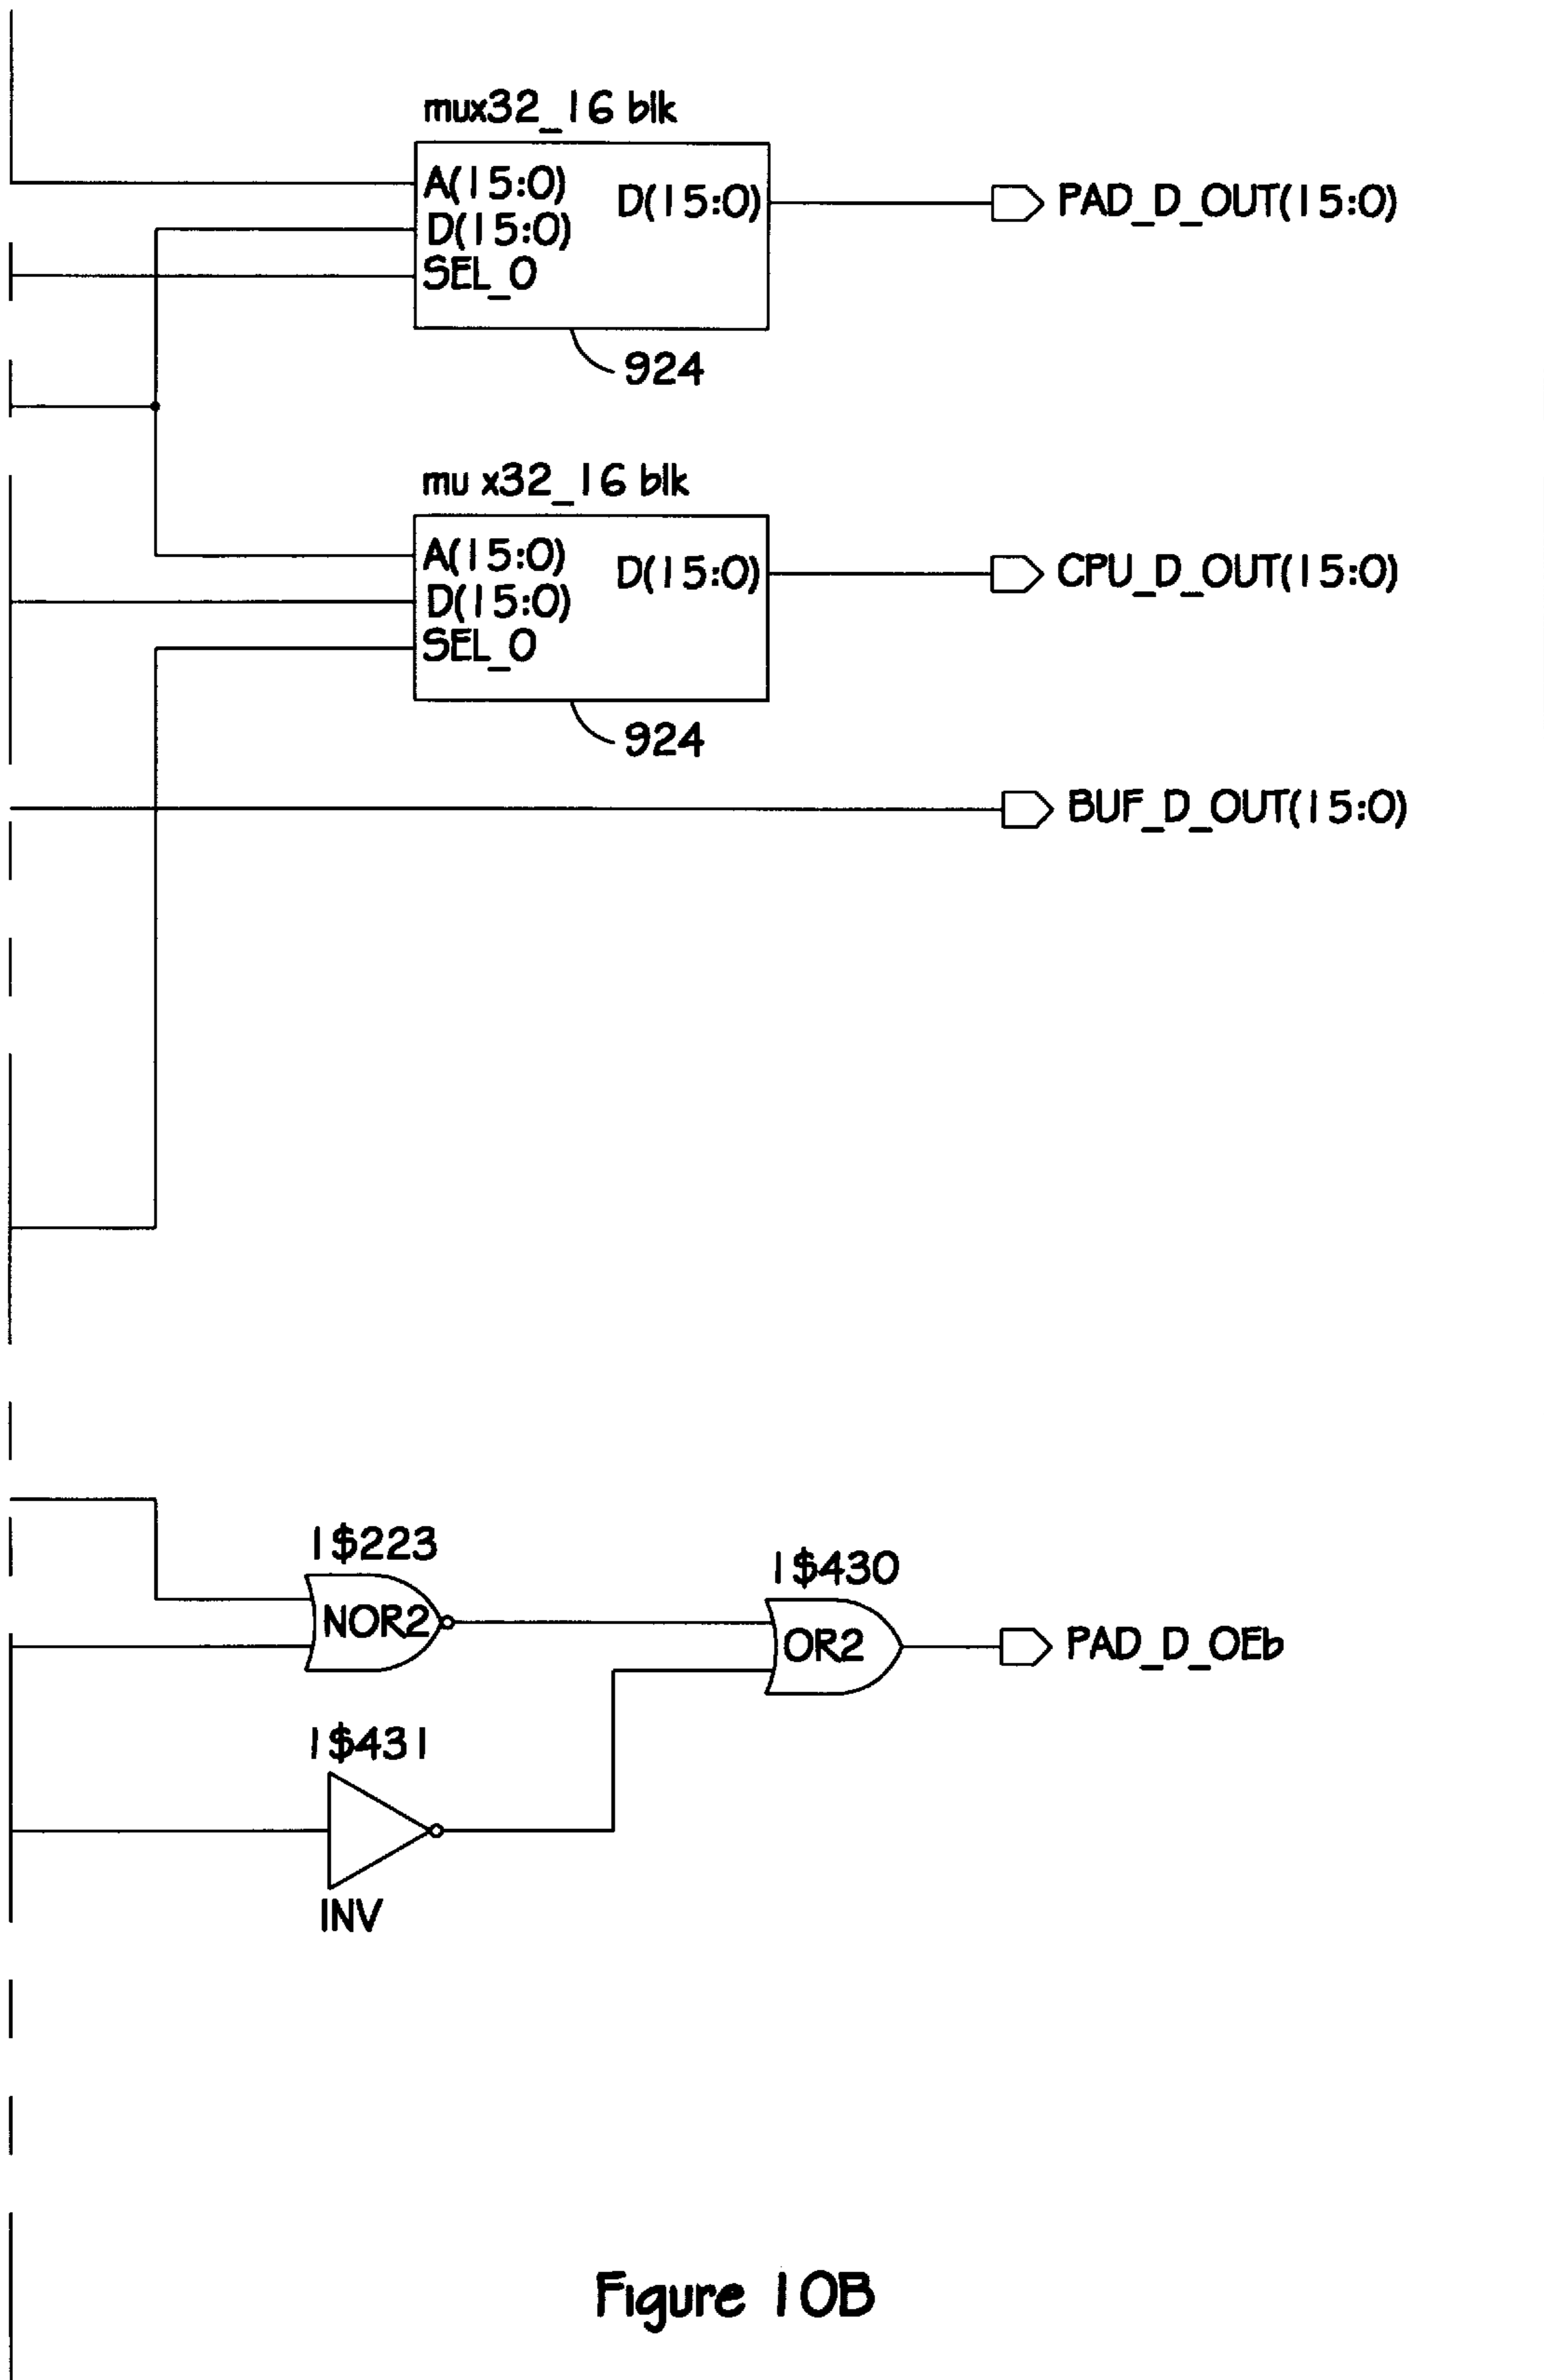 mux32_16 blk
A(15:0)
D(15:0)
SEL_0
D(15:0)
PAD_D_OUT(15:0)
924
mu x32_16 blk
A(15:0)
D(15:0)
SEL_0
D(15:0)
CPU_D_OUT(15:0)
924
BUF_D_OUT(15:0)
1$223
NOR2
1$430
OR2
PAD_D_OEb
1$431
INV
Figure 10B